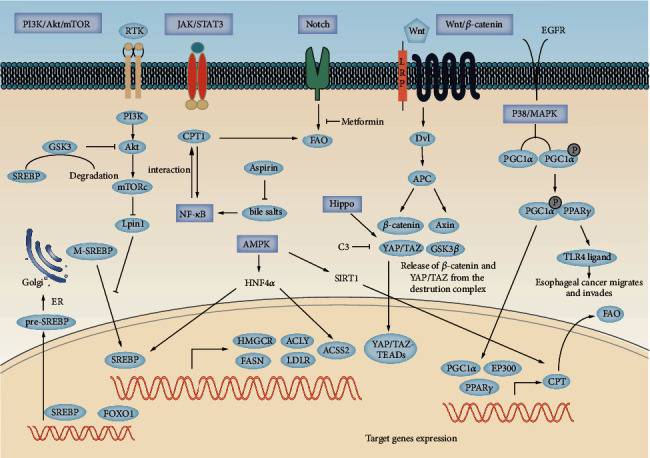 PI3K/Akt/mTOR
JAK/STAT3
Notch
Wnt
Wnt/β-catenin
EGFR
RTK
LRP
P38/MAPK
PI3K
Metformin
GSK3
Akt
CPT1
FAO
Dvl
P
PGC1α
PGC1α
SREBP
Degradation
interaction
Aspirin
mTORc
APC
Hippo
P
PGC1α
PPARγ
Lpin1
NF-κB
bile salts
β-catenin
Axin
M-SREBP
AMPK
C3
YAP/TAZ
GSK3β
TLR4 ligand
Golgi
HNF4α
SIRT1
Release of β-catenin and
YAP/TAZ from the
destrution complex
Esophageal cancer migrates
and invades
ER
pre-SREBP
FAO
HMGCR
ACLY
YAP/TAZ
TEADs
SREBP
FASN
LDLR
ACSS2
PGC1α
EP300
PPARγ
CPT
SREBP
FOXO1
Target genes expression